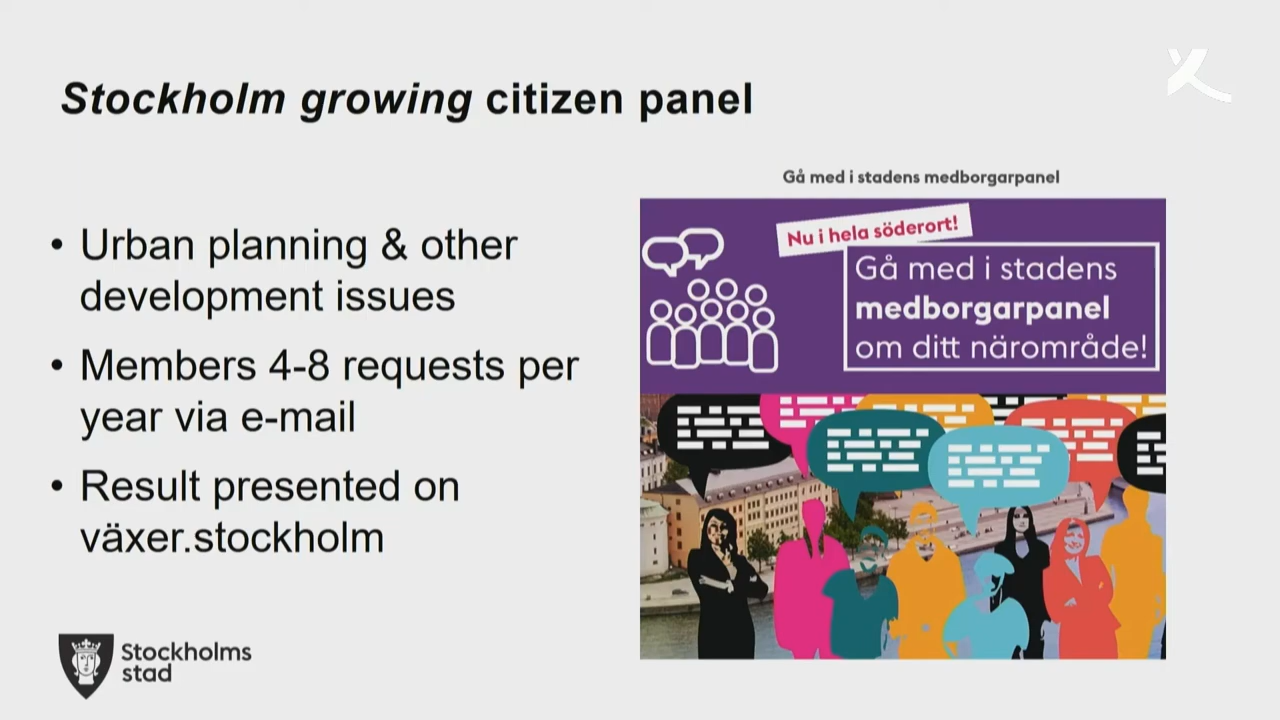 Stockholm growing citizen panel
Urban planning & other
development issues
Members 4-8 requests per
year via e-mail
Result presented on
växer.stockholm
Gå med i stadens medborgarpanel
Nu i hela söderort!
Gå med i stadens
medborgarpanel
om ditt närområde!
Stockholms
stad